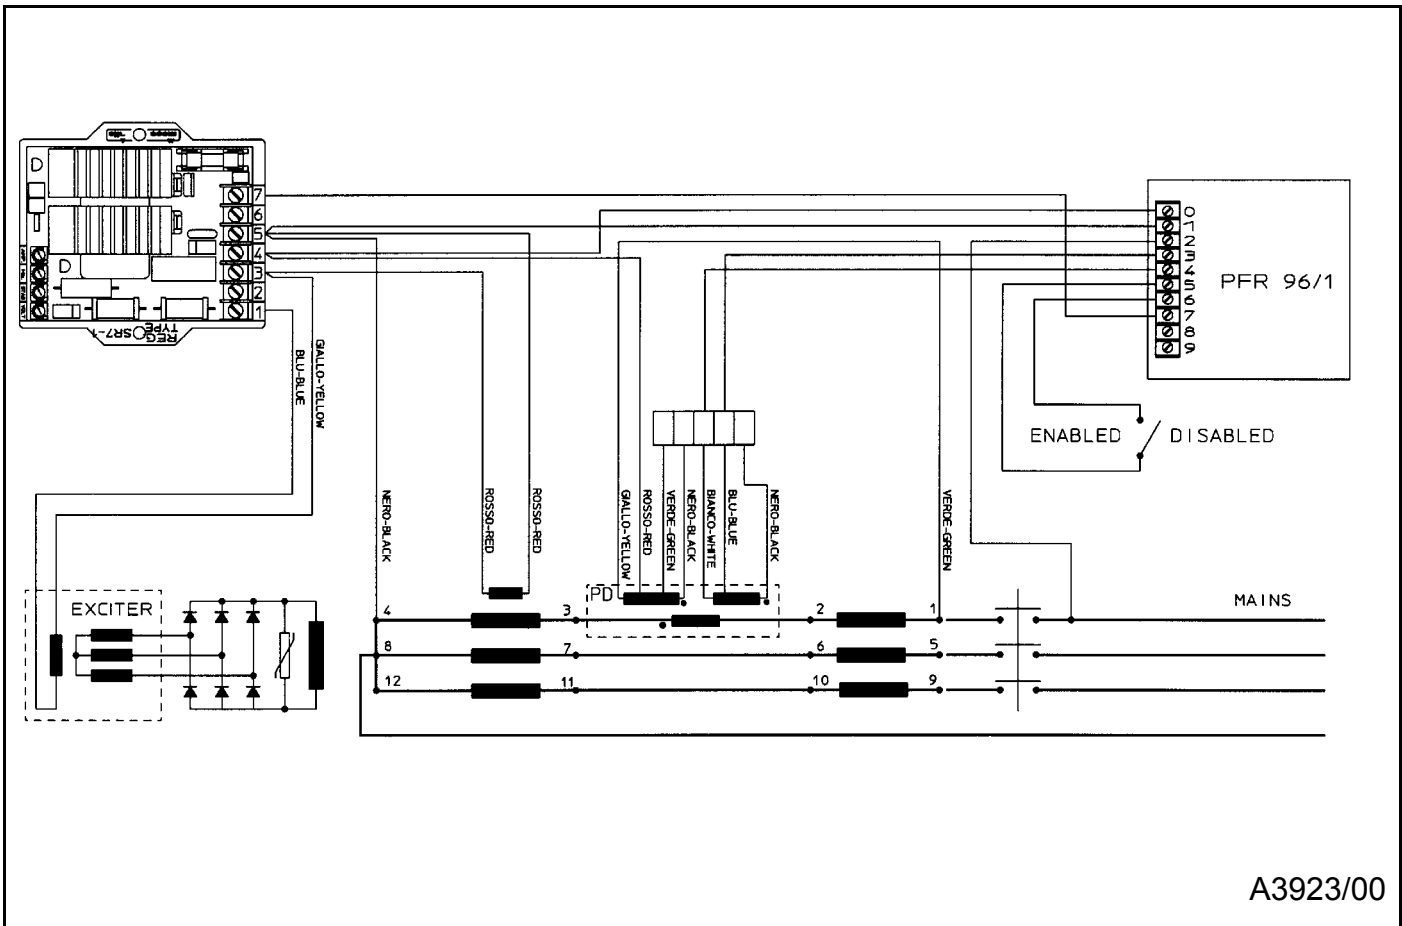 D
7
6
5
4
3
2
1
D
REG
TYPE
SR7-1
0
1
2
3
4
5
6
7
8
9
PFR 96/1
ENABLED
DISABLED
BLU-BLUE
GIALLO-YELLOW
NERO-BLACK
ROSSO-RED
ROSSO-RED
GIALLO-YELLOW
ROSSO-RED
VERDE-GREEN
NERO-BLACK
BIANCO-WHITE
BLU-BLUE
NERO-BLACK
VERDE-GREEN
EXCITER
PD
MAINS
4
3
2
1
8
7
6
5
12
11
10
9
A3923/00